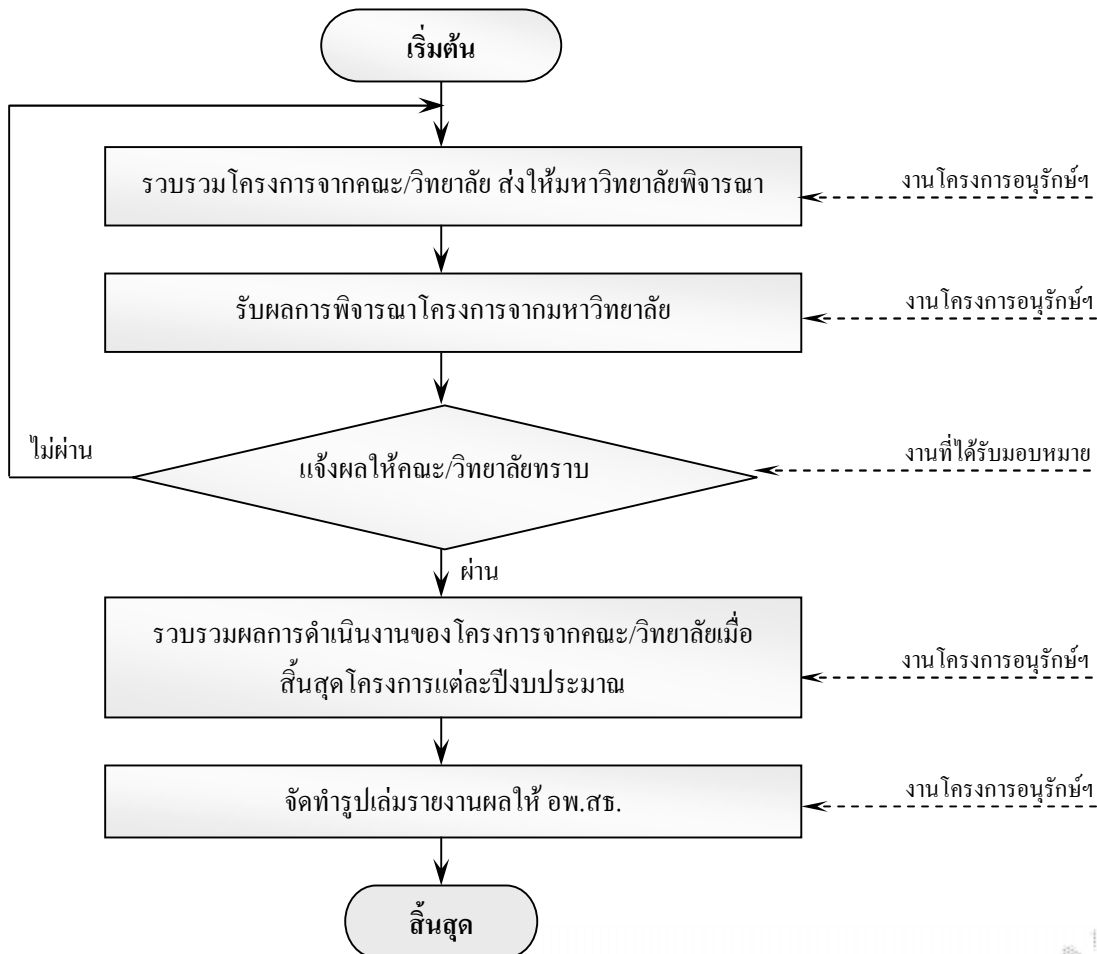 เริ่มต้น
รวบรวมโครงการจากคณะ/วิทยาลัย ส่งให้มหาวิทยาลัยพิจารณา
งานโครงการอนุรักษ์ฯ
รับผลการพิจารณาโครงการจากมหาวิทยาลัย
งานโครงการอนุรักษ์ฯ
ไม่ผ่าน
แจ้งผลให้คณะ/วิทยาลัยทราบ
งานที่ได้รับมอบหมาย
ผ่าน
รวบรวมผลการดำเนินงานของโครงการจากคณะ/วิทยาลัยเมื่อ
สิ้นสุดโครงการแต่ละปีงบประมาณ
งานโครงการอนุรักษ์ฯ
จัดทำรูปเล่มรายงานผลให้ อพ.สธ.
งานโครงการอนุรักษ์ฯ
สิ้นสุด